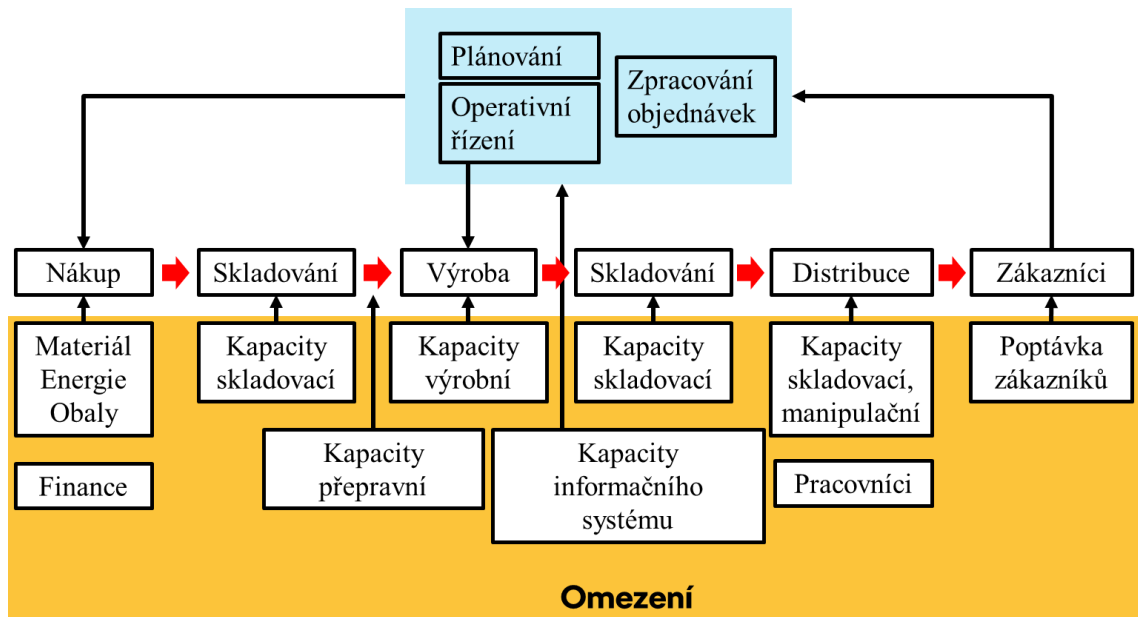 Plánování
Operativní
řízení
Zpracování
objednávek
Nákup
Skladování
Výroba
Skladování
Distribuce
Zákazníci
Materiál
Energie
Obaly
Kapacity
skladovací
Kapacity
výrobní
Kapacity
skladovací
Kapacity
skladovací,
manipulační
Poptávka
zákazníků
Finance
Kapacity
přepravní
Kapacity
informačního
systému
Pracovníci
Omezení